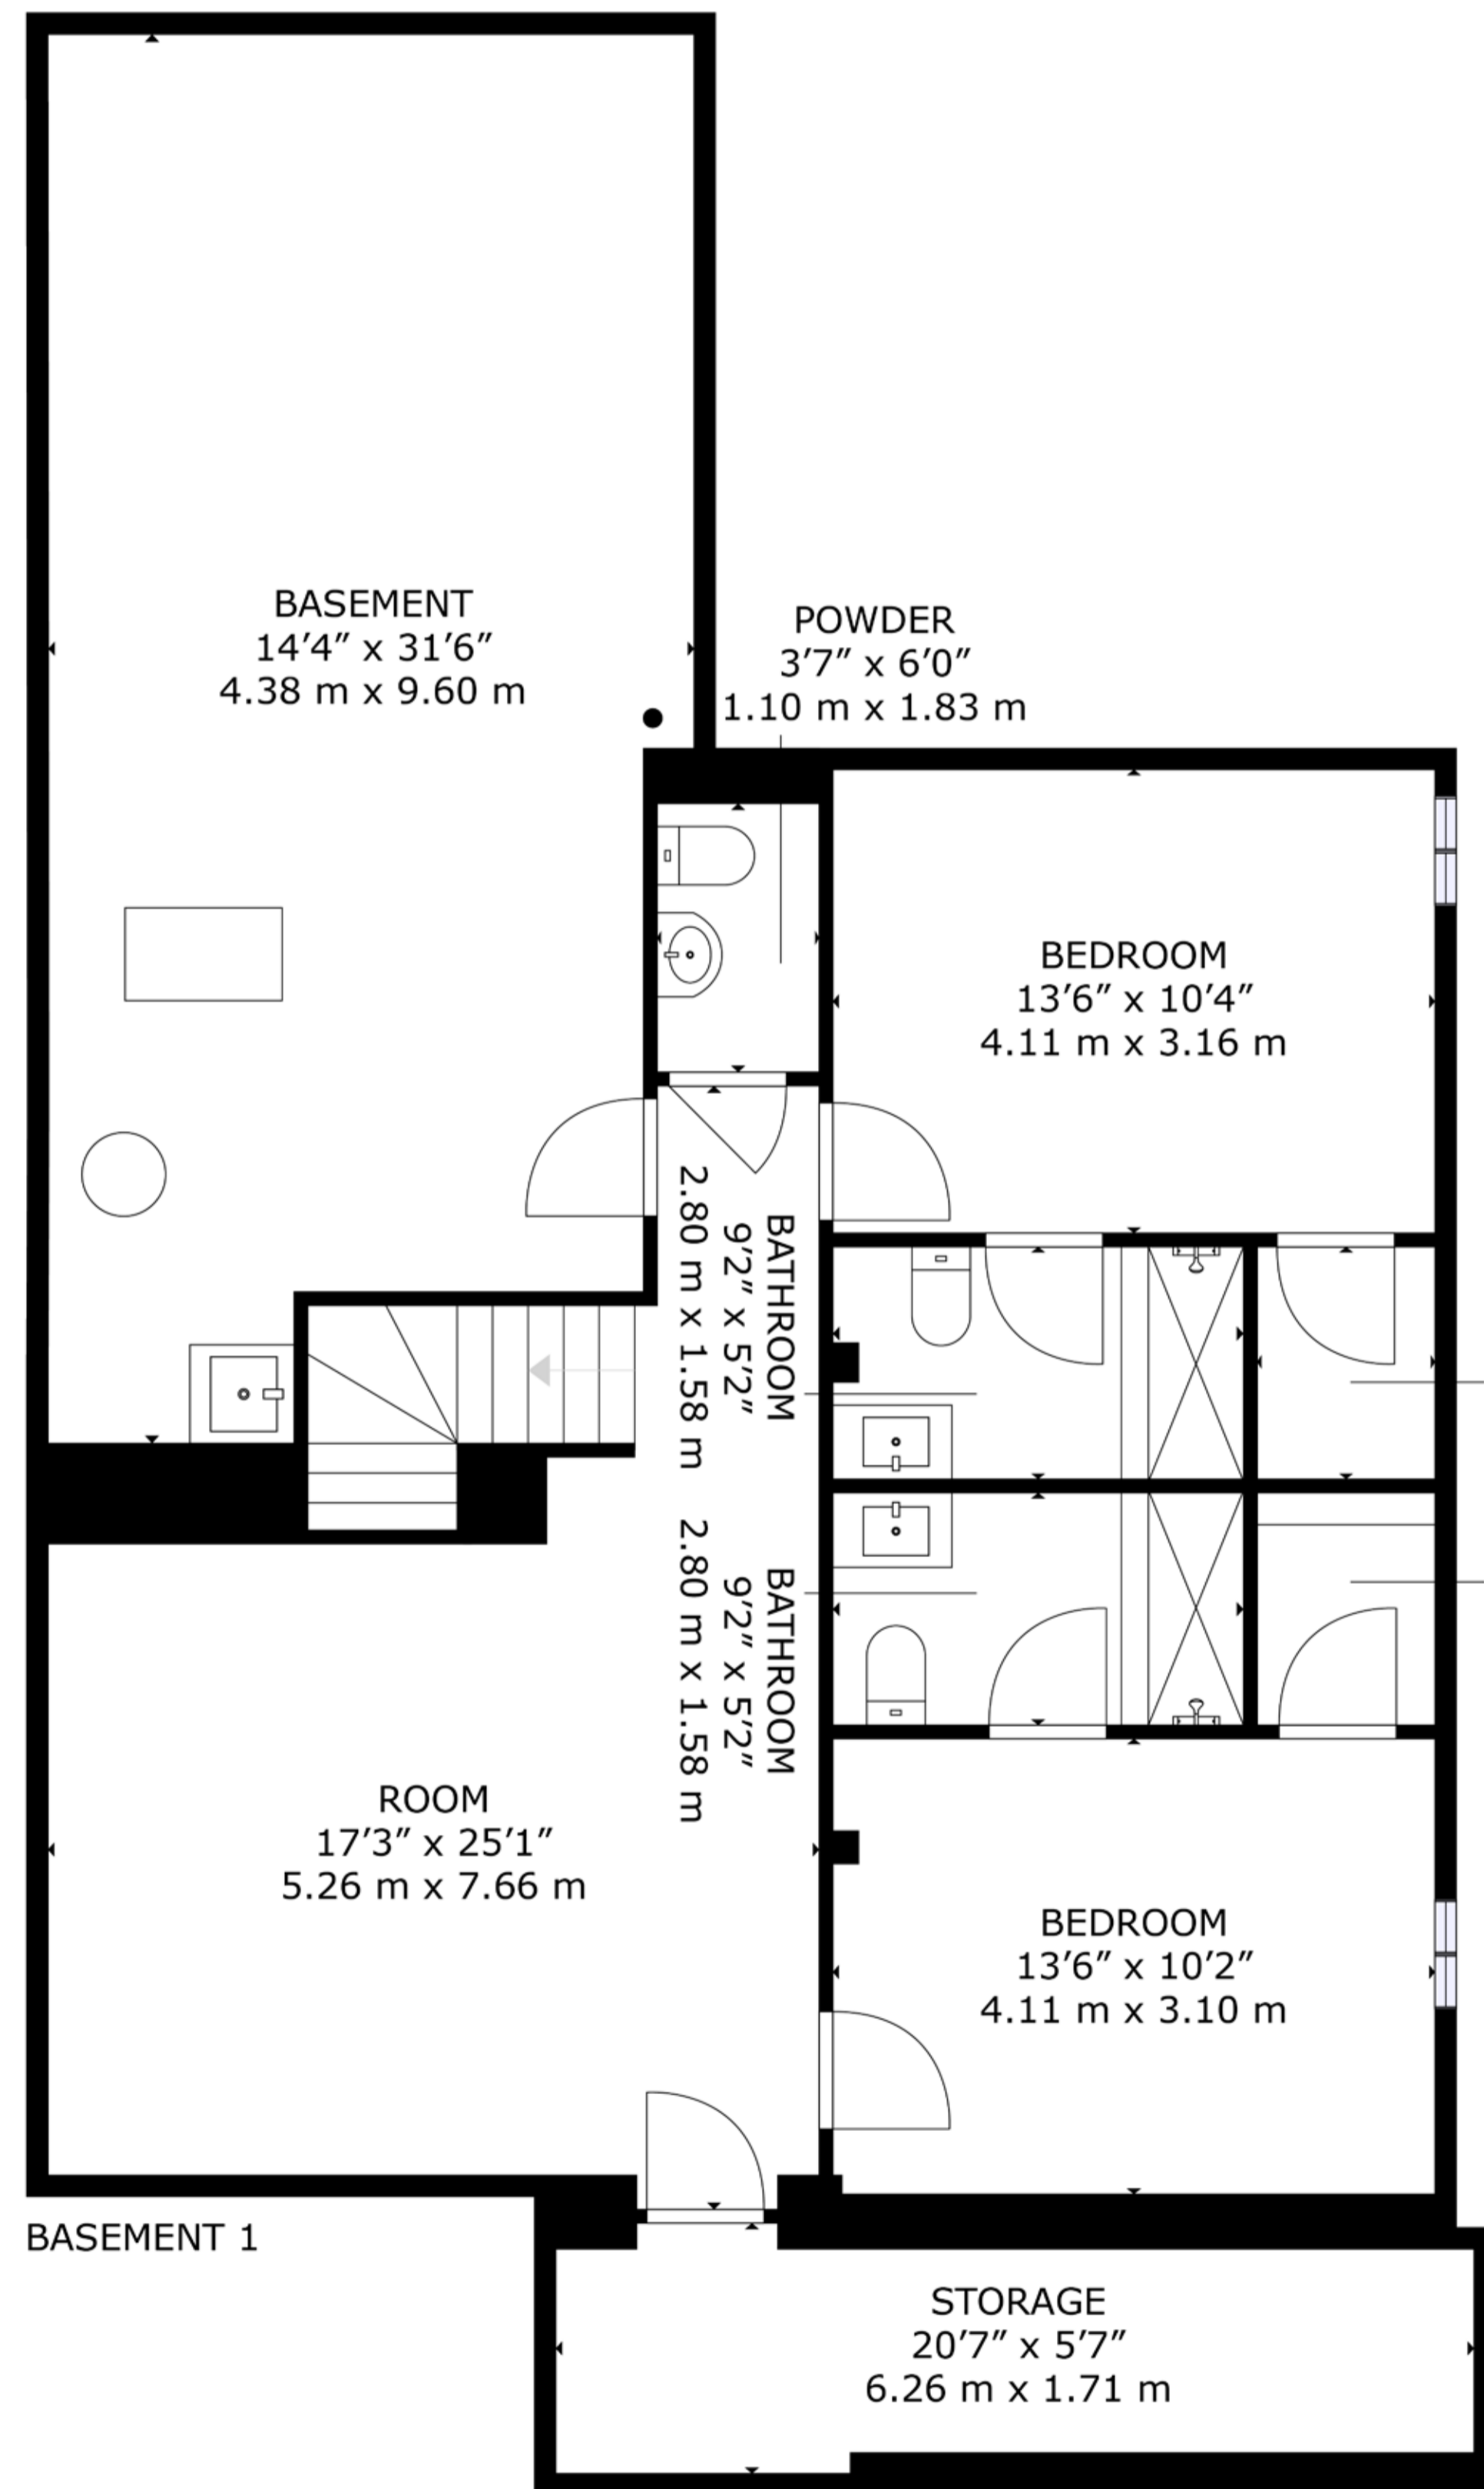 BASEMENT
14'4" x 31'6"
4.38 m x 9.60 m
POWDER
3'7" x 6'0"
1.10 m x 1.83 m
BEDROOM
13'6" x 10'4"
4.11 m x 3.16 m
BATHROOM
9'2" x 5'2"
2.80 m x 1.58 m
BATHROOM
9'2" x 5'2"
2.80 m x 1.58 m
ROOM
17'3" x 25'1"
5.26 m x 7.66 m
BEDROOM
13'6" x 10'2"
4.11 m x 3.10 m
BASEMENT 1
STORAGE
20'7" x 5'7"
6.26 m x 1.71 m